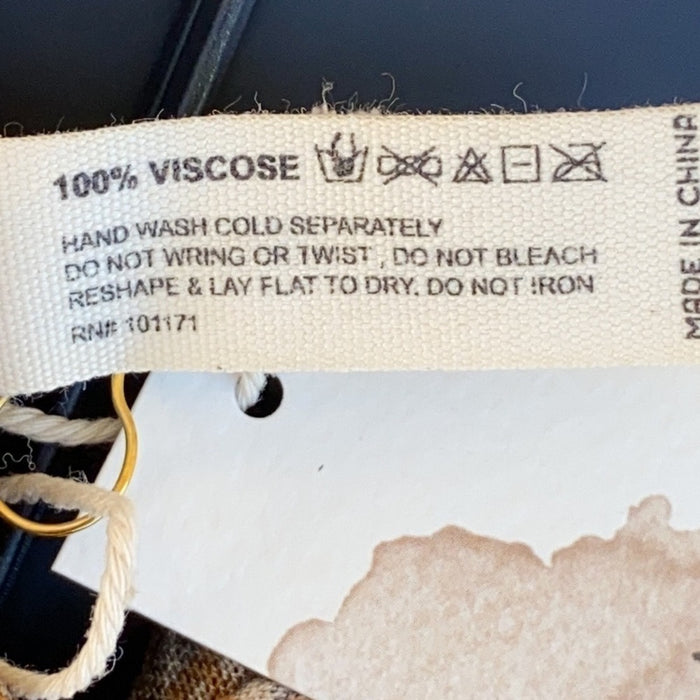 100% VISCOSE
HAND WASH COLD SEPARATELY
DO NOT WRING OR TWIST , DO NOT BLEACH
RESHAPE & LAY FLAT TO DRY. DO NOT IRON
RN# 101171
MADE IN CHINA